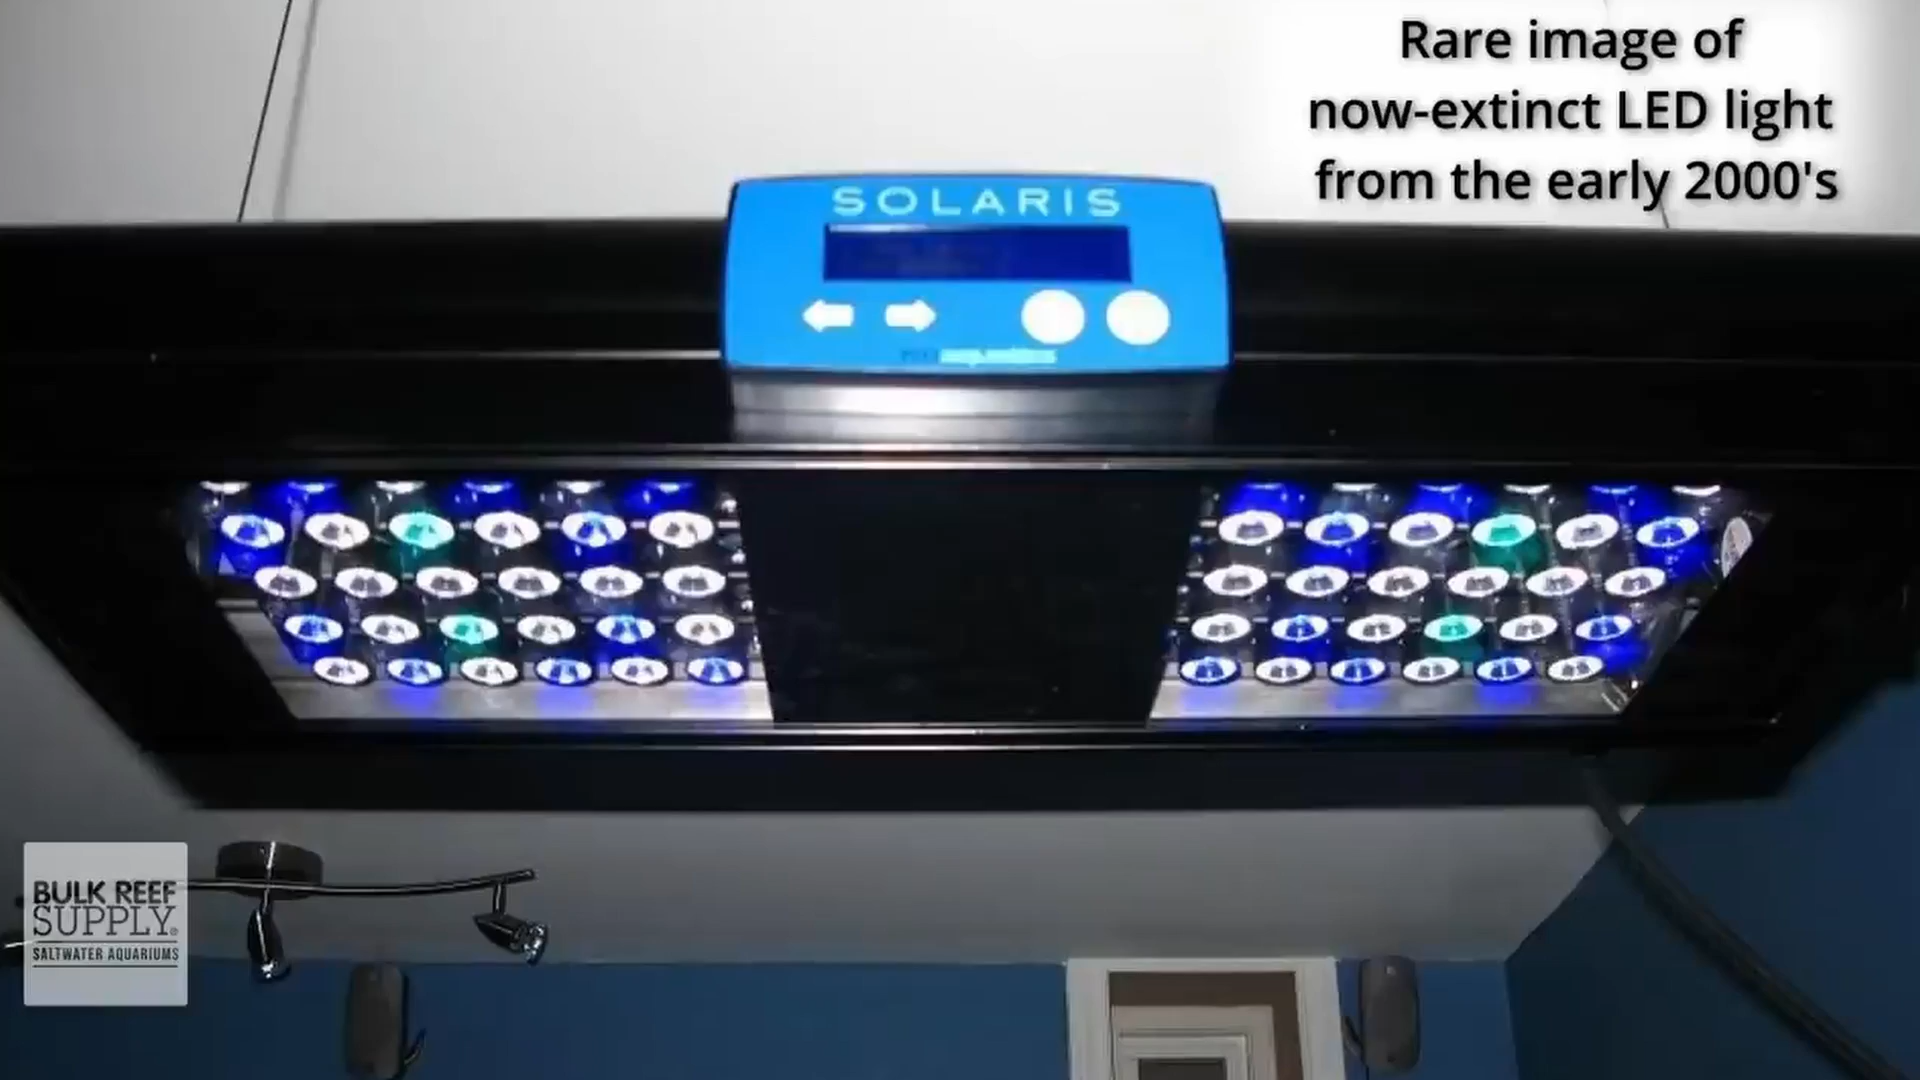 Rare image of
now-extinct LED light
from the early 2000's
SOLARIS
BULK REEF
SUPPLY®
SALTWATER AQUARIUMS